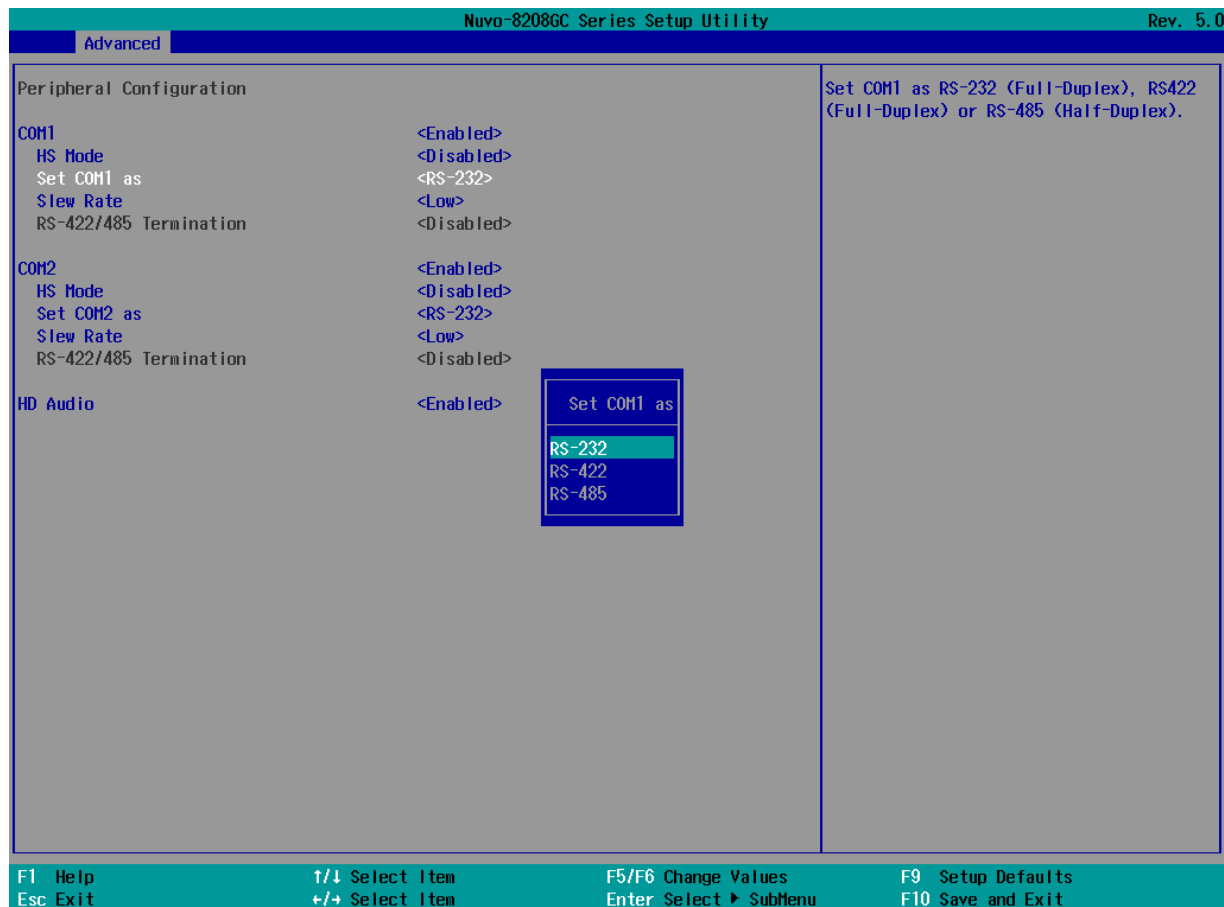 Nuvo-8208GC Series Setup Utility Rev. 5.0
Advanced
Peripheral Configuration
COM1 <Enabled>
HS Mode <Disabled>
Set COM1 as <RS-232>
Slew Rate <Low>
RS-422/485 Termination <Disabled>
COM2 <Enabled>
HS Mode <Disabled>
Set COM2 as <RS-232>
Slew Rate <Low>
RS-422/485 Termination <Disabled>
HD Audio <Enabled>
Set COM1 as
RS-232
RS-422
RS-485
Set COM1 as RS-232 (Full-Duplex), RS422
(Full-Duplex) or RS-485 (Half-Duplex).
F1 Help ↑/↓ Select Item F5/F6 Change Values F9 Setup Defaults
Esc Exit ←/→ Select Item Enter Select ► SubMenu F10 Save and Exit